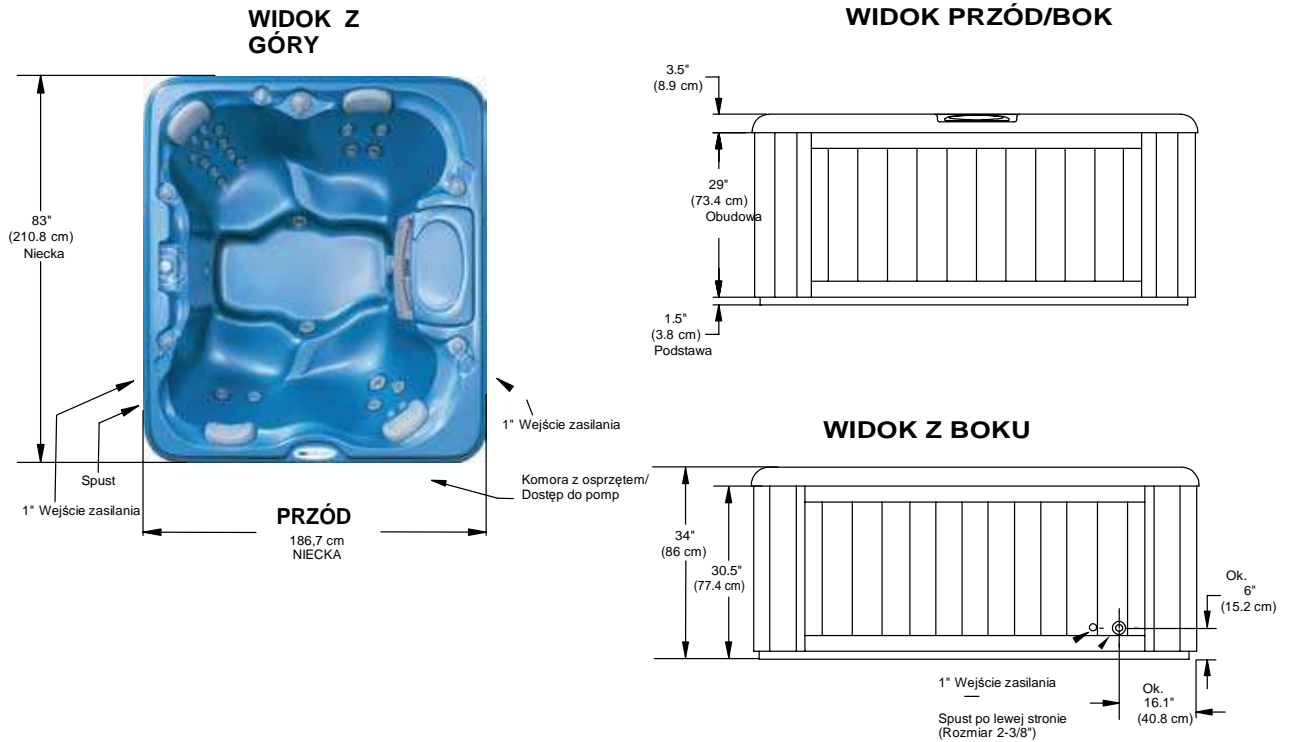 WIDOK Z
GÓRY
83"
(210.8 cm)
Niecka
1" Wejście zasilania
Spust
1" Wejście zasilania
Komora z osprzętem/
Dostęp do pomp
PRZÓD
186,7 cm
NIECKA
WIDOK PRZÓD/BOK
3.5"
(8.9 cm)
29"
(73.4 cm)
Obudowa
1.5"
(3.8 cm)
Podstawa
WIDOK Z BOKU
34"
(86 cm)
30.5"
(77.4 cm)
Ok.
6"
(15.2 cm)
1" Wejście zasilania
Spust po lewej stronie
(Rozmiar 2-3/8")
Ok.
16.1"
(40.8 cm)